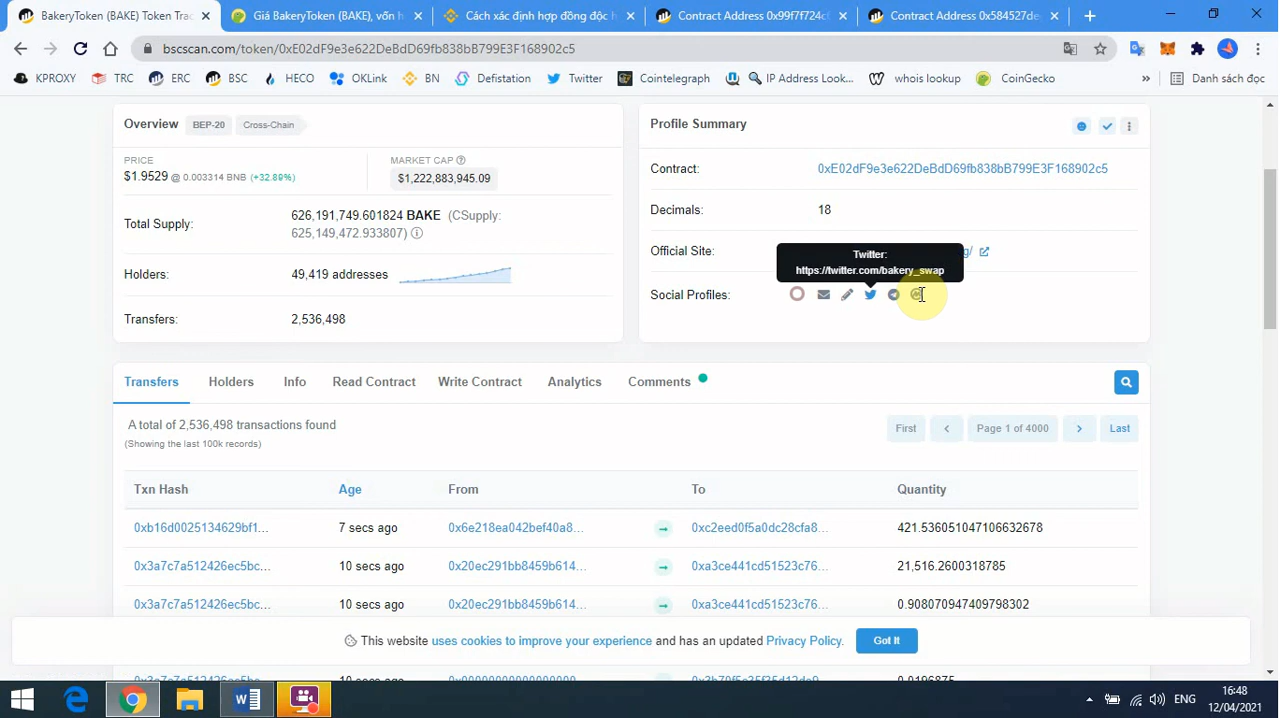 BakeryToken (BAKE) Token Trac
Giá BakeryToken (BAKE), vốn h
Cách xác định hợp đồng độc h
Contract Address 0x99f7f724cf
Contract Address 0x584527de
bscscan.com/token/0xE02dF9e3e622DeBdD69fb838bB799E3F168902c5
KPROXY
TRC
ERC
BSC
HECO
OKLink
BN
Defistation
Twitter
Cointelegraph
IP Address Look...
whois lookup
CoinGecko
»
Danh sách đọc
Overview
BEP-20
Cross-Chain
PRICE
$1.9529 @ 0.003314 BNB (+32.89%)
MARKET CAP
$1,222,883,945.09
Total Supply:
626,191,749.601824 BAKE (CSupply:
625,149,472.933807)
Holders:
49,419 addresses
Transfers:
2,536,498
Profile Summary
Contract:
0xE02dF9e3e622DeBdD69fb838bB799E3F168902c5
Decimals:
18
Official Site:
g/
Twitter:
https://twitter.com/bakery_swap
Social Profiles:
Transfers
Holders
Info
Read Contract
Write Contract
Analytics
Comments
A total of 2,536,498 transactions found
(Showing the last 100k records)
First
Page 1 of 4000
Last
Txn Hash
Age
From
To
Quantity
0xb16d0025134629bf1...
7 secs ago
0x6e218ea042bef40a8...
0xc2eed0f5a0dc28cfa8...
421.536051047106632678
0x3a7c7a512426ec5bc...
10 secs ago
0x20ec291bb8459b614...
0xa3ce441cd51523c76...
21,516.2600318785
0x3a7c7a512426ec5bc...
10 secs ago
0x20ec291bb8459b614...
0xa3ce441cd51523c76...
0.908070947409798302
This website uses cookies to improve your experience and has an updated Privacy Policy.
Got It
ENG
16:48
12/04/2021